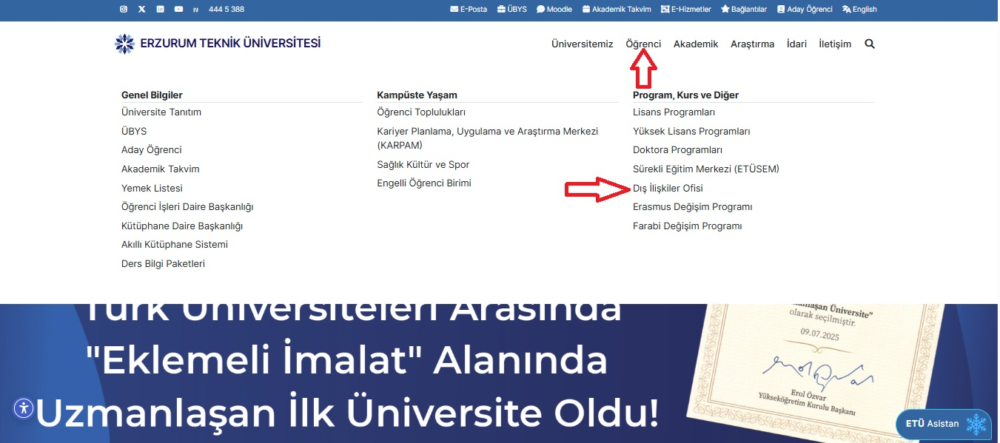 444 5 388
E-Posta
ÜBYS
Moodle
Akademik Takvim
E-Hizmetler
Bağlantılar
Aday Öğrenci
English
ERZURUM TEKNİK ÜNİVERSİTESİ
Üniversitemiz
Öğrenci
Akademik
Araştırma
İdari
İletişim
Genel Bilgiler
Üniversite Tanıtım
ÜBYS
Aday Öğrenci
Akademik Takvim
Yemek Listesi
Öğrenci İşleri Daire Başkanlığı
Kütüphane Daire Başkanlığı
Akıllı Kütüphane Sistemi
Ders Bilgi Paketleri
Kampüste Yaşam
Öğrenci Toplulukları
Kariyer Planlama, Uygulama ve Araştırma Merkezi
(KARPAM)
Sağlık Kültür ve Spor
Engelli Öğrenci Birimi
Program, Kurs ve Diğer
Lisans Programları
Yüksek Lisans Programları
Doktora Programları
Sürekli Eğitim Merkezi (ETÜSEM)
Dış İlişkiler Ofisi
Erasmus Değişim Programı
Farabi Değişim Programı
Türk Üniversiteleri Arasında
"Eklemeli İmalat" Alanında
Uzmanlaşan İlk Üniversite Oldu!
Üniversite"
olarak seçilmiştir.
09.07.2025
Erol Özvar
Yükseköğretim Kurulu Başkanı
ETÜ Asistan